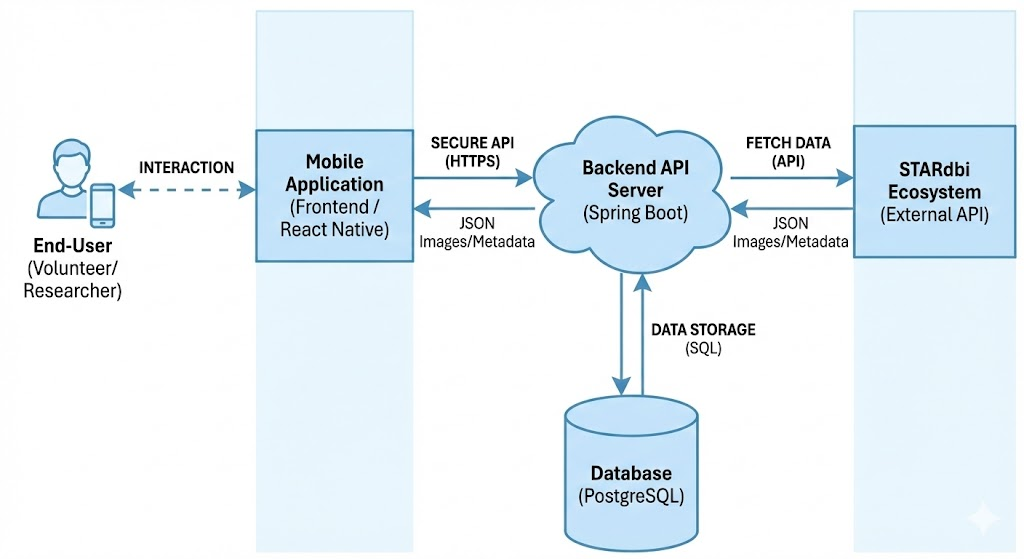 INTERACTION
End-User
(Volunteer/
Researcher)
Mobile
Application
(Frontend /
React Native)
SECURE API
(HTTPS)
JSON
Images/Metadata
Backend API
Server
(Spring Boot)
FETCH DATA
(API)
JSON
Images/Metadata
STARdbi
Ecosystem
(External API)
DATA STORAGE
(SQL)
Database
(PostgreSQL)